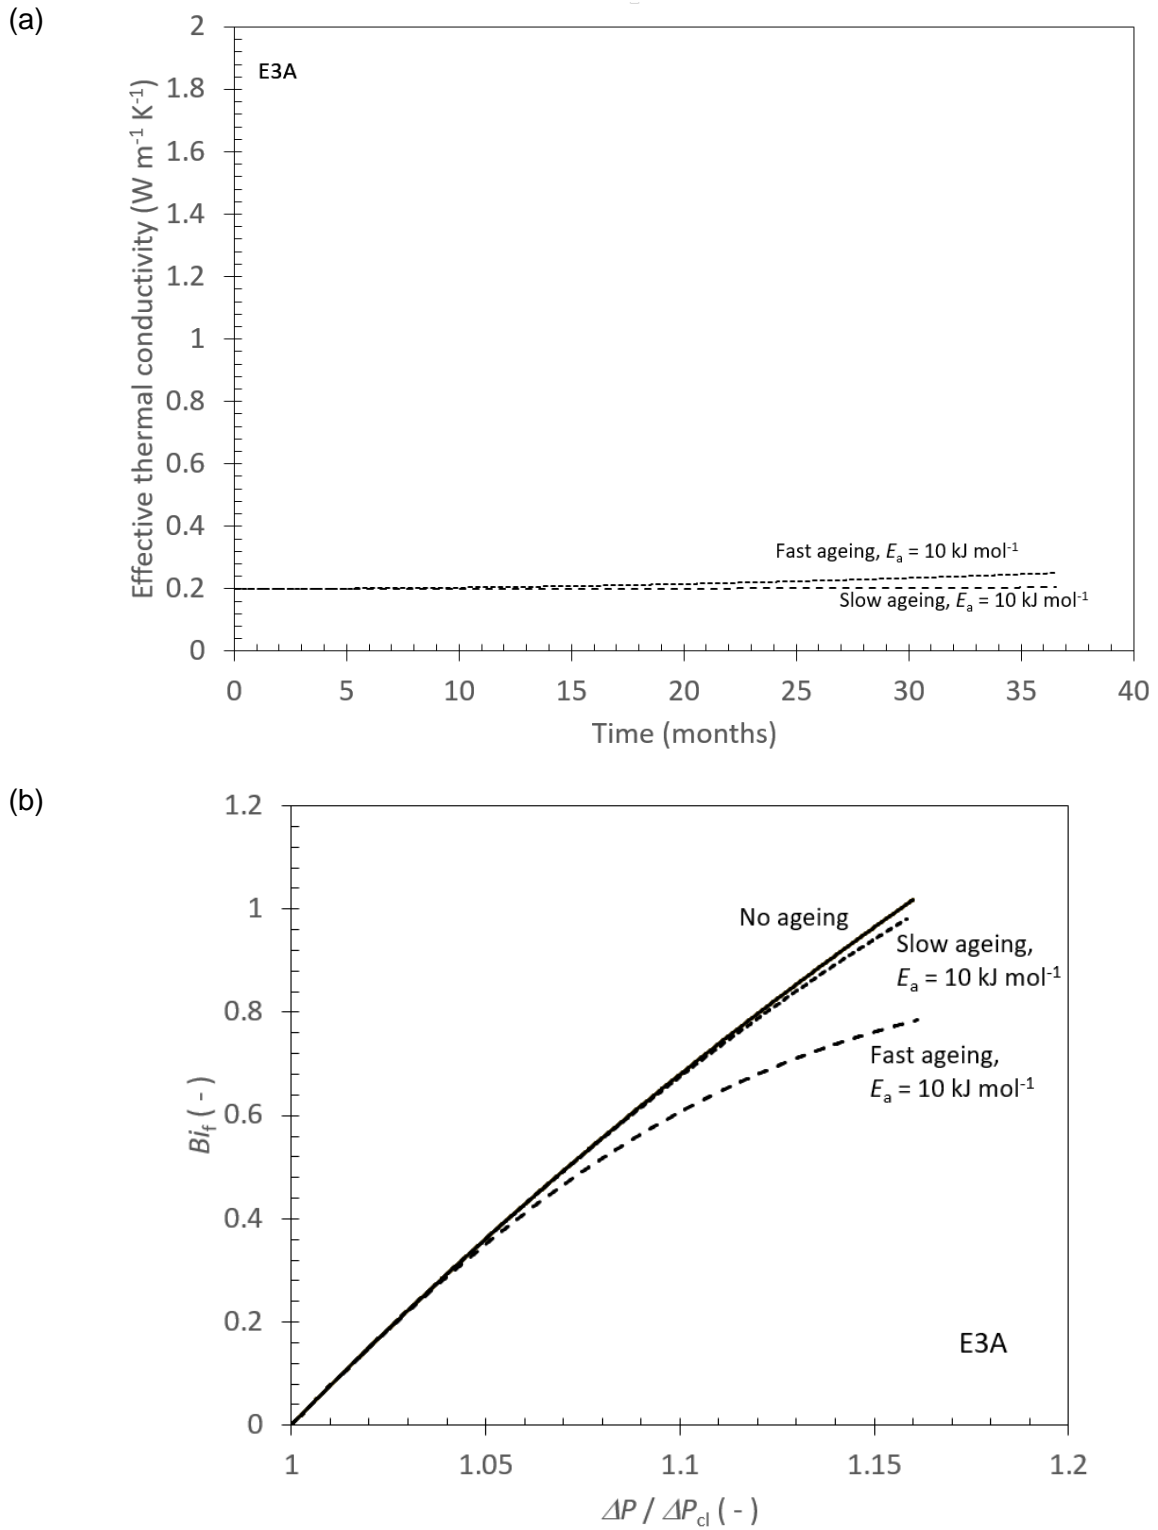 (a)
2
1.8
1.6
1.4
1.2
1
0.8
0.6
0.4
0.2
0
Effective thermal conductivity (W m⁻¹ K⁻¹)
E3A
Fast ageing, Eₐ = 10 kJ mol⁻¹
Slow ageing, Eₐ = 10 kJ mol⁻¹
0 5 10 15 20 25 30 35 40
Time (months)
(b)
1.2
1
0.8
0.6
0.4
0.2
0
Bi_f ( - )
No ageing
Slow ageing,
Eₐ = 10 kJ mol⁻¹
Fast ageing,
Eₐ = 10 kJ mol⁻¹
E3A
1 1.05 1.1 1.15 1.2
ΔP / ΔP_cl ( - )